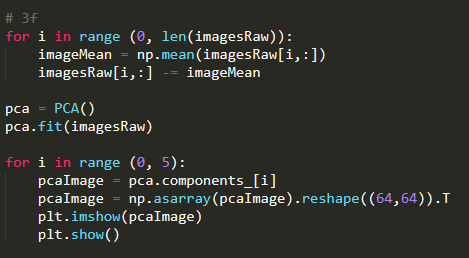 # 3f
for i in range (0, len(imagesRaw)):
    imageMean = np.mean(imagesRaw[i,:])
    imagesRaw[i,:] -= imageMean

pca = PCA()
pca.fit(imagesRaw)

for i in range (0, 5):
    pcaImage = pca.components_[i]
    pcaImage = np.asarray(pcaImage).reshape((64,64)).T
    plt.imshow(pcaImage)
    plt.show()